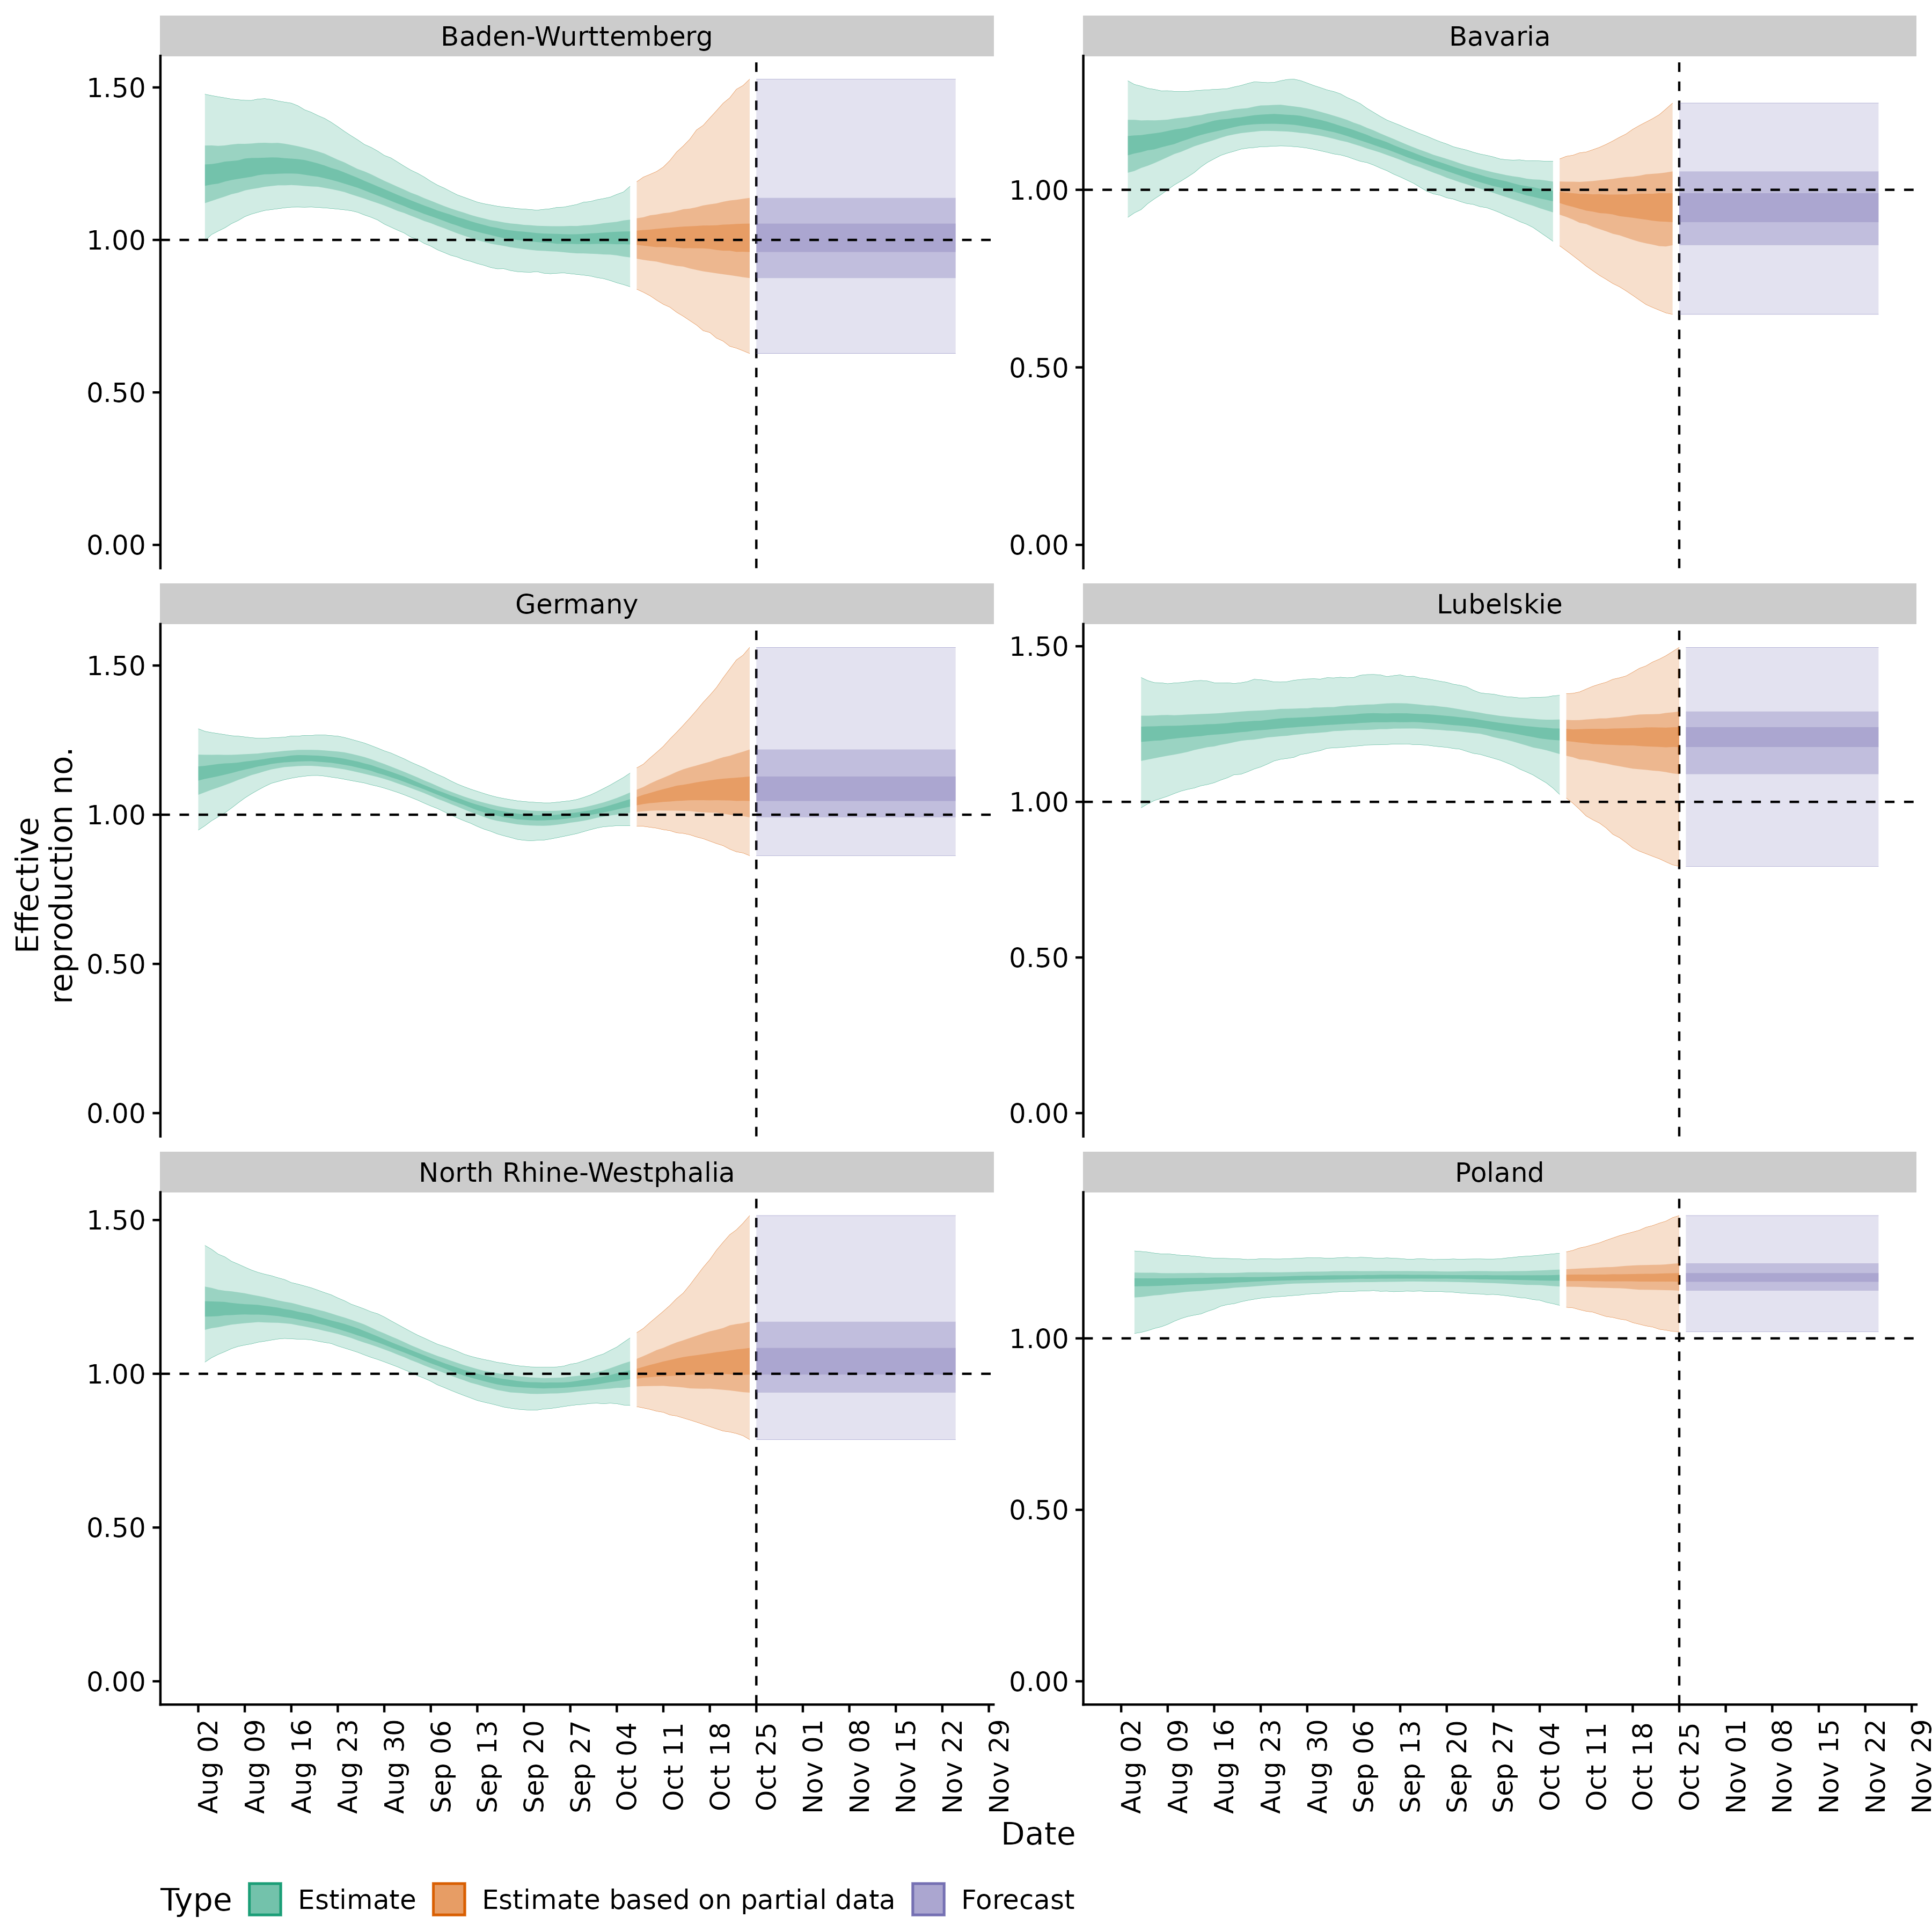 Baden-Wurttemberg
Bavaria
1.50
1.00
0.50
0.00
1.00
0.50
0.00
Germany
Lubelskie
1.50
1.00
0.50
0.00
1.50
1.00
0.50
0.00
North Rhine-Westphalia
Poland
1.50
1.00
0.50
0.00
1.00
0.50
0.00
Effective
reproduction no.
Aug 02
Aug 09
Aug 16
Aug 23
Aug 30
Sep 06
Sep 13
Sep 20
Sep 27
Oct 04
Oct 11
Oct 18
Oct 25
Nov 01
Nov 08
Nov 15
Nov 22
Nov 29
Aug 02
Aug 09
Aug 16
Aug 23
Aug 30
Sep 06
Sep 13
Sep 20
Sep 27
Oct 04
Oct 11
Oct 18
Oct 25
Nov 01
Nov 08
Nov 15
Nov 22
Nov 29
Date
Type Estimate Estimate based on partial data Forecast